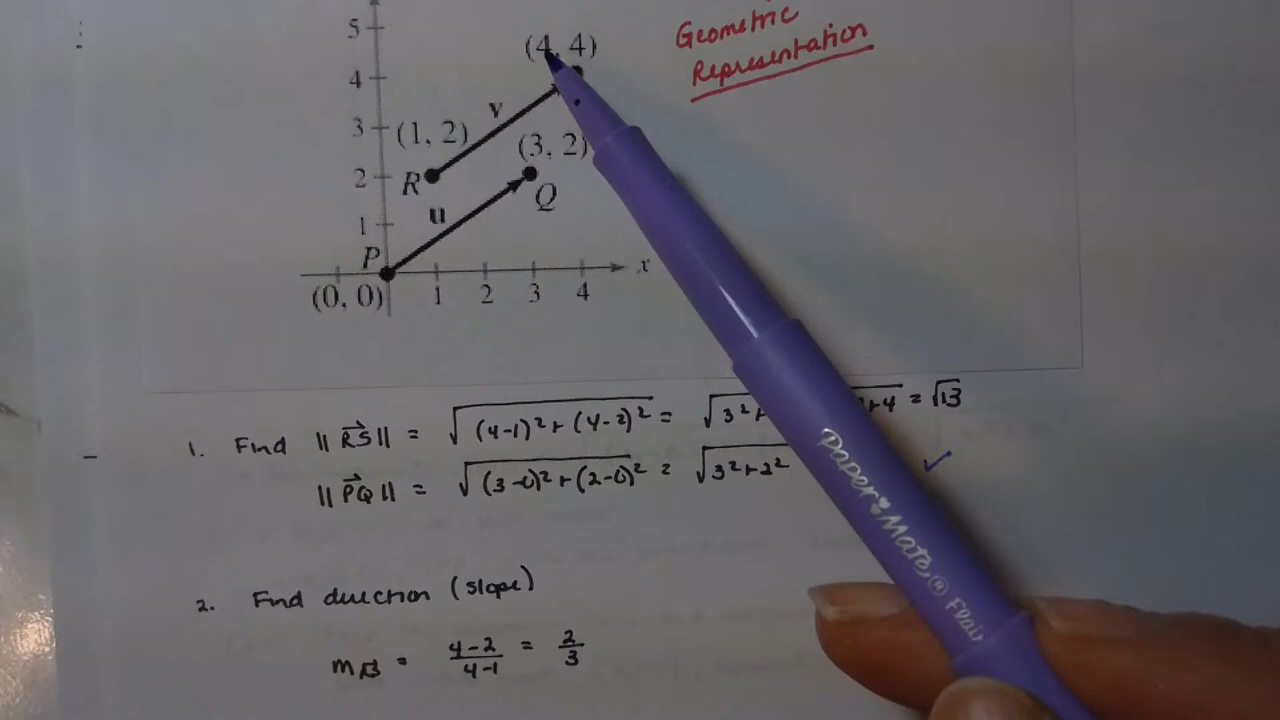 Geometric
Representation
5
(4, 4)
4
v
3
(1, 2)
(3, 2)
2
R
Q
u
1
P
x
(0, 0)
1 2 3 4
1. Find ||RS|| = √(4-1)²+(4-2)² = √3²+ +4 = √13
||PQ|| = √(3-0)²+(2-0)² = √3²+2² ✓
2. Find direction (slope)
m = 4-2/4-1 = 2/3
Paper Mate® Flair